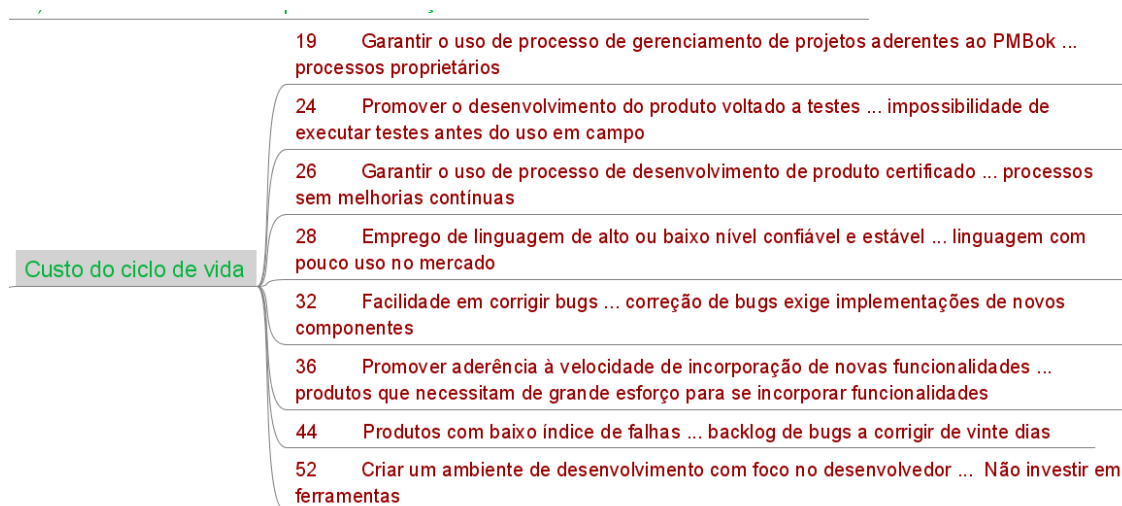 19 Garantir o uso de processo de gerenciamento de projetos aderentes ao PMBok ...
processos proprietários
24 Promover o desenvolvimento do produto voltado a testes ... impossibilidade de
executar testes antes do uso em campo
26 Garantir o uso de processo de desenvolvimento de produto certificado ... processos
sem melhorias contínuas
28 Emprego de linguagem de alto ou baixo nível confiável e estável ... linguagem com
pouco uso no mercado
Custo do ciclo de vida
32 Facilidade em corrigir bugs ... correção de bugs exige implementações de novos
componentes
36 Promover aderência à velocidade de incorporação de novas funcionalidades ...
produtos que necessitam de grande esforço para se incorporar funcionalidades
44 Produtos com baixo índice de falhas ... backlog de bugs a corrigir de vinte dias
52 Criar um ambiente de desenvolvimento com foco no desenvolvedor ... Não investir em
ferramentas